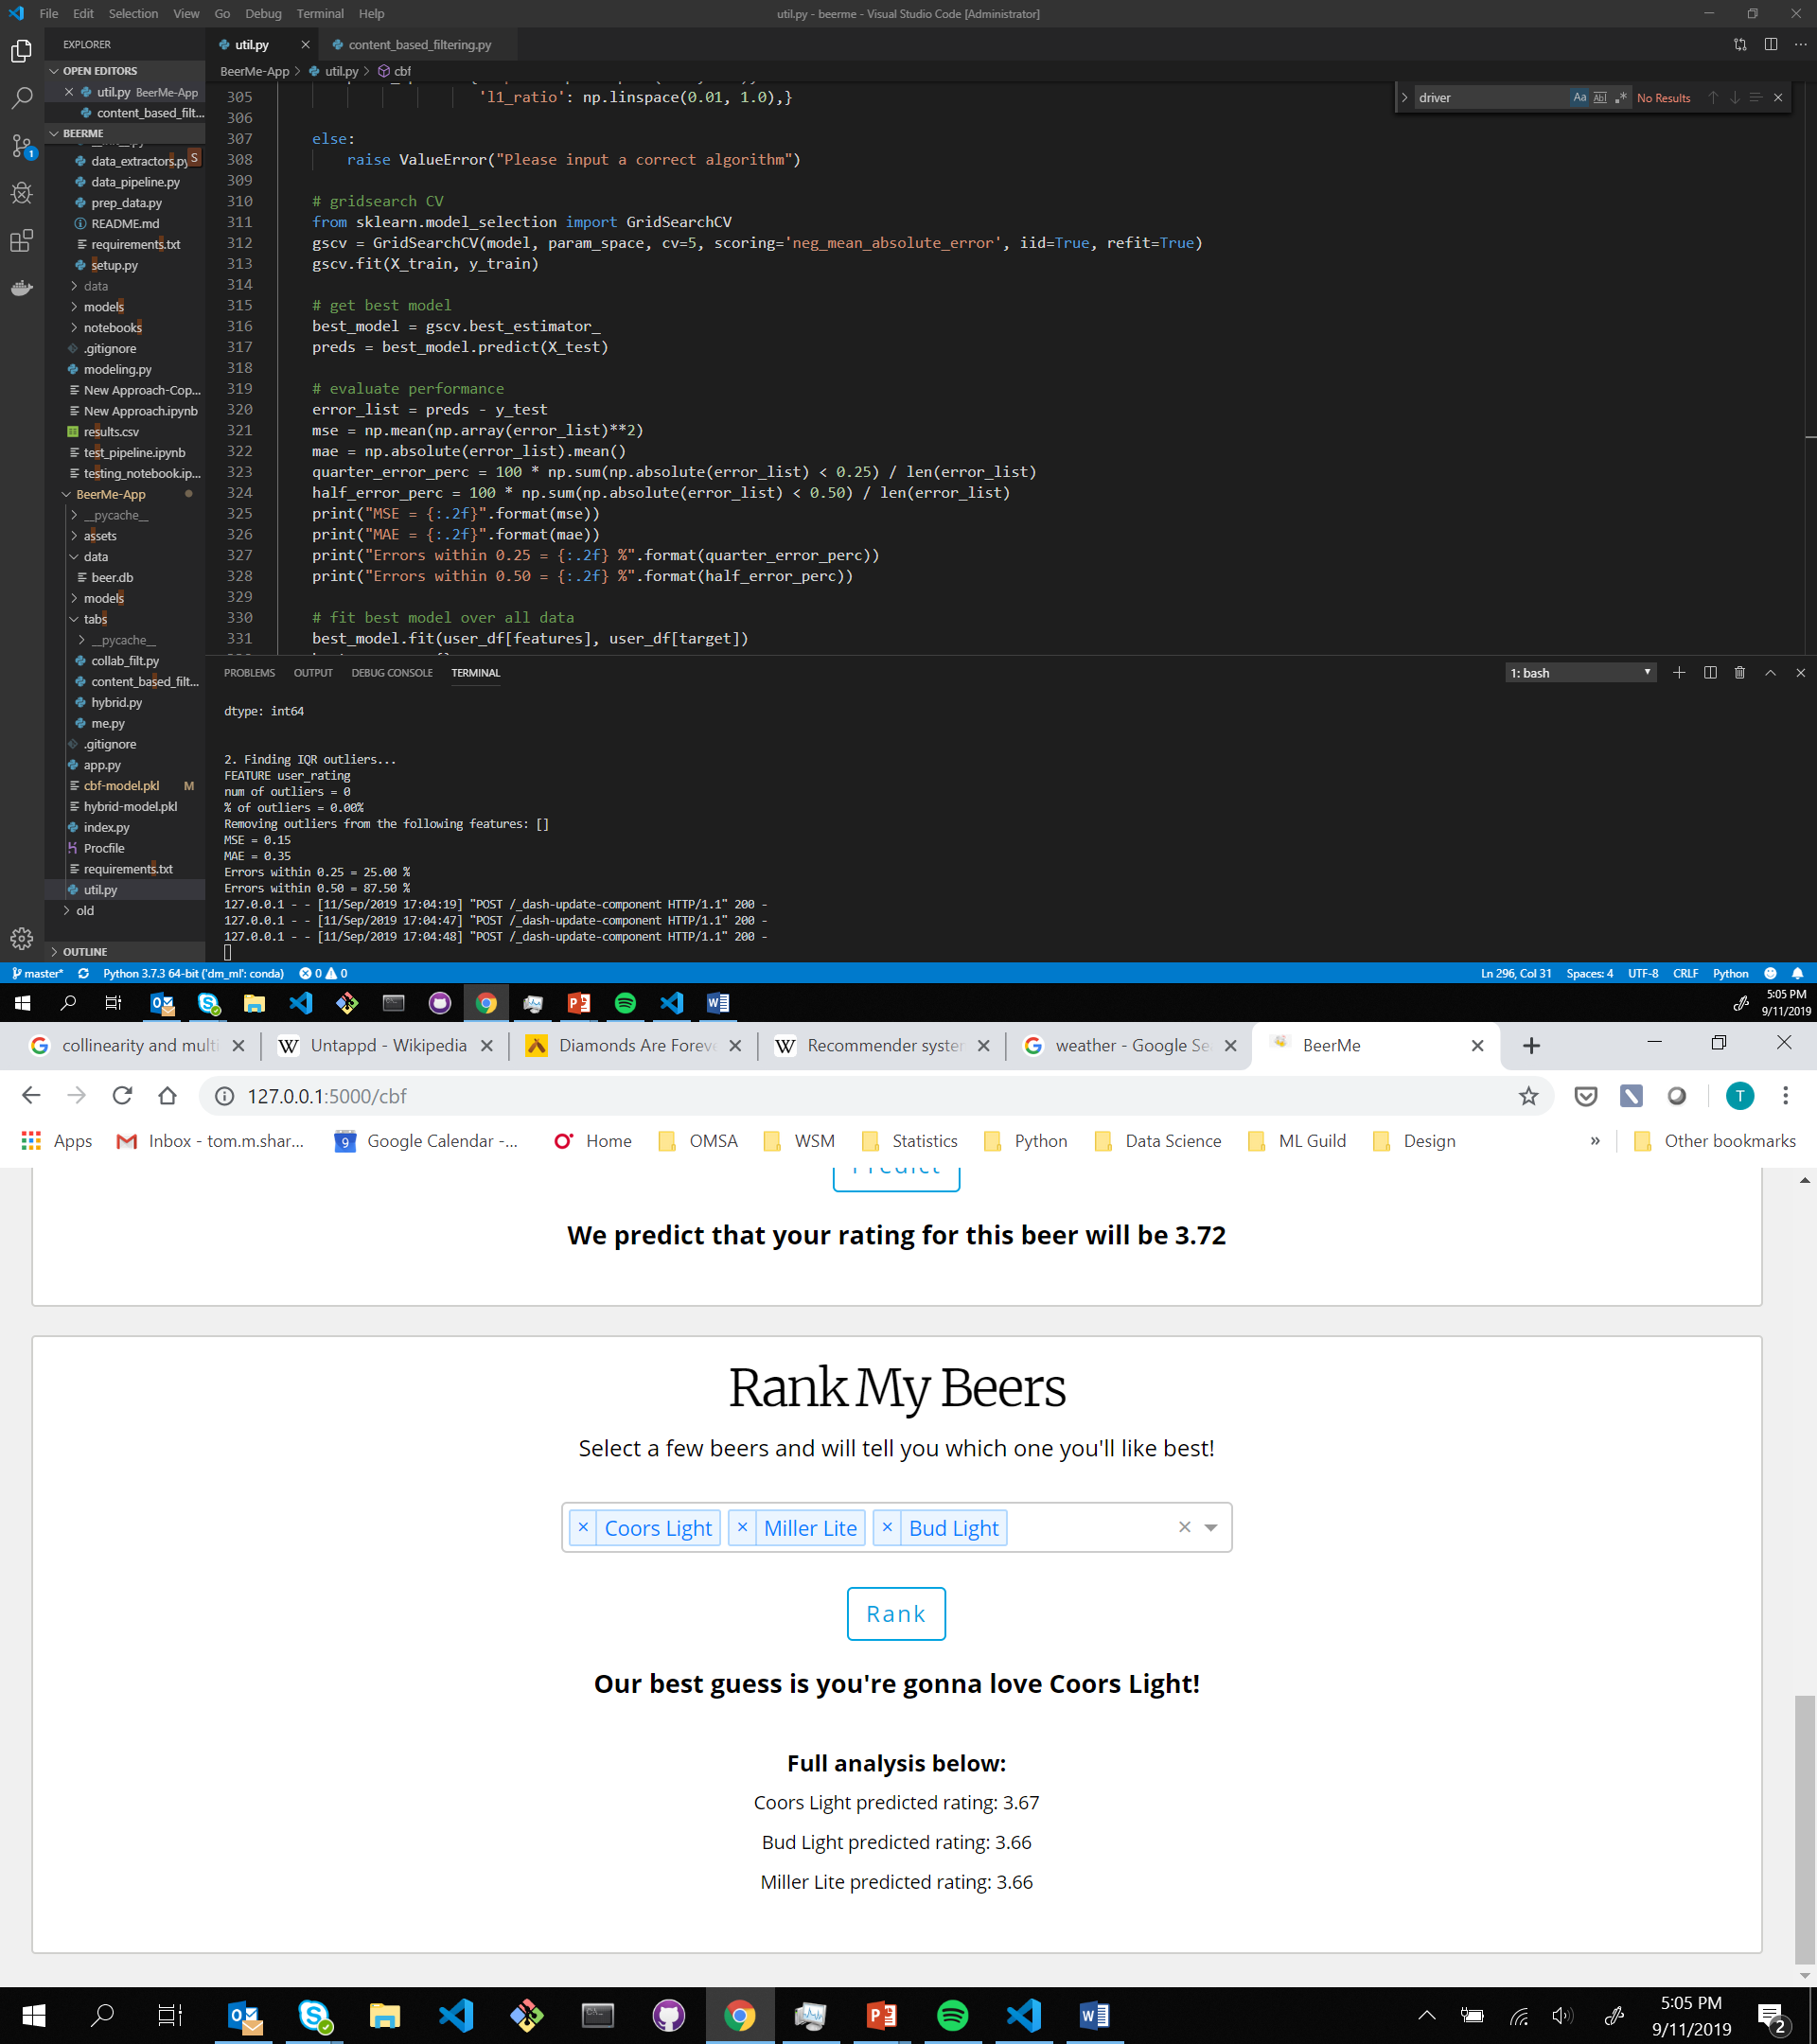 File Edit Selection View Go Debug Terminal Help
util.py - beerme - Visual Studio Code [Administrator]
EXPLORER
OPEN EDITORS
util.py BeerMe-App
content_based_filt...
BEERME
data_extractors.py
S
data_pipeline.py
prep_data.py
README.md
requirements.txt
setup.py
data
models
notebooks
.gitignore
modeling.py
New Approach-Cop...
New Approach.ipynb
results.csv
test_pipeline.ipynb
testing_notebook.ip...
BeerMe-App
__pycache__
assets
data
beer.db
models
tabs
__pycache__
collab_filt.py
content_based_filt...
hybrid.py
me.py
.gitignore
app.py
cbf-model.pkl M
hybrid-model.pkl
index.py
Procfile
requirements.txt
util.py
old
OUTLINE
1
util.py
content_based_filtering.py
BeerMe-App > util.py > cbf
driver
Aa Abl .*
No Results
305 'l1_ratio': np.linspace(0.01, 1.0),}
306
307 else:
308 raise ValueError("Please input a correct algorithm")
309
310 # gridsearch CV
311 from sklearn.model_selection import GridSearchCV
312 gscv = GridSearchCV(model, param_space, cv=5, scoring='neg_mean_absolute_error', iid=True, refit=True)
313 gscv.fit(X_train, y_train)
314
315 # get best model
316 best_model = gscv.best_estimator_
317 preds = best_model.predict(X_test)
318
319 # evaluate performance
320 error_list = preds - y_test
321 mse = np.mean(np.array(error_list)**2)
322 mae = np.absolute(error_list).mean()
323 quarter_error_perc = 100 * np.sum(np.absolute(error_list) < 0.25) / len(error_list)
324 half_error_perc = 100 * np.sum(np.absolute(error_list) < 0.50) / len(error_list)
325 print("MSE = {:.2f}".format(mse))
326 print("MAE = {:.2f}".format(mae))
327 print("Errors within 0.25 = {:.2f} %".format(quarter_error_perc))
328 print("Errors within 0.50 = {:.2f} %".format(half_error_perc))
329
330 # fit best model over all data
331 best_model.fit(user_df[features], user_df[target])
PROBLEMS OUTPUT DEBUG CONSOLE TERMINAL
1: bash
dtype: int64
2. Finding IQR outliers...
FEATURE user_rating
num of outliers = 0
% of outliers = 0.00%
Removing outliers from the following features: []
MSE = 0.15
MAE = 0.35
Errors within 0.25 = 25.00 %
Errors within 0.50 = 87.50 %
127.0.0.1 - - [11/Sep/2019 17:04:19] "POST /_dash-update-component HTTP/1.1" 200 -
127.0.0.1 - - [11/Sep/2019 17:04:47] "POST /_dash-update-component HTTP/1.1" 200 -
127.0.0.1 - - [11/Sep/2019 17:04:48] "POST /_dash-update-component HTTP/1.1" 200 -
master* Python 3.7.3 64-bit ('dm_ml': conda) 0 0
Ln 296, Col 31 Spaces: 4 UTF-8 CRLF Python
5:05 PM
9/11/2019
collinearity and multi
Untappd - Wikipedia
Diamonds Are Foreve
Recommender system
weather - Google Se
BeerMe
127.0.0.1:5000/cbf
T
Apps
Inbox - tom.m.shar...
9 Google Calendar -...
Home
OMSA
WSM
Statistics
Python
Data Science
ML Guild
Design
»
Other bookmarks
Predict
We predict that your rating for this beer will be 3.72
Rank My Beers
Select a few beers and will tell you which one you'll like best!
× Coors Light × Miller Lite × Bud Light
Rank
Our best guess is you're gonna love Coors Light!
Full analysis below:
Coors Light predicted rating: 3.67
Bud Light predicted rating: 3.66
Miller Lite predicted rating: 3.66
5:05 PM
9/11/2019
2